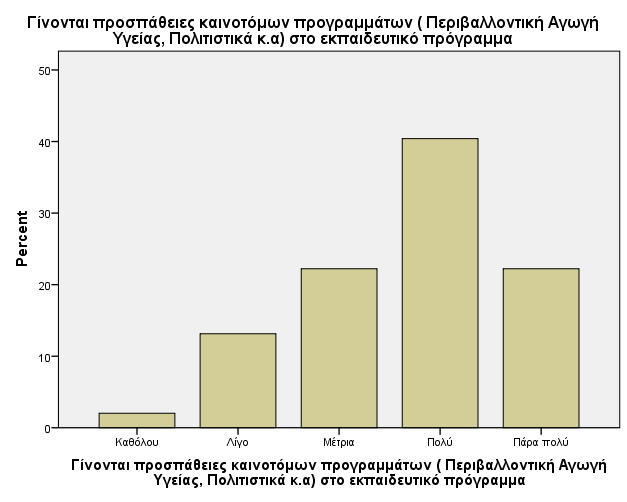 Γίνονται προσπάθειες καινοτόμων προγραμμάτων ( Περιβαλλοντική Αγωγή
Υγείας, Πολιτιστικά κ.α) στο εκπαιδευτικό πρόγραμμα
50
40
30
20
10
0
Percent
Καθόλου Λίγο Μέτρια Πολύ Πάρα πολύ
Γίνονται προσπάθειες καινοτόμων προγραμμάτων ( Περιβαλλοντική Αγωγή
Υγείας, Πολιτιστικά κ.α) στο εκπαιδευτικό πρόγραμμα